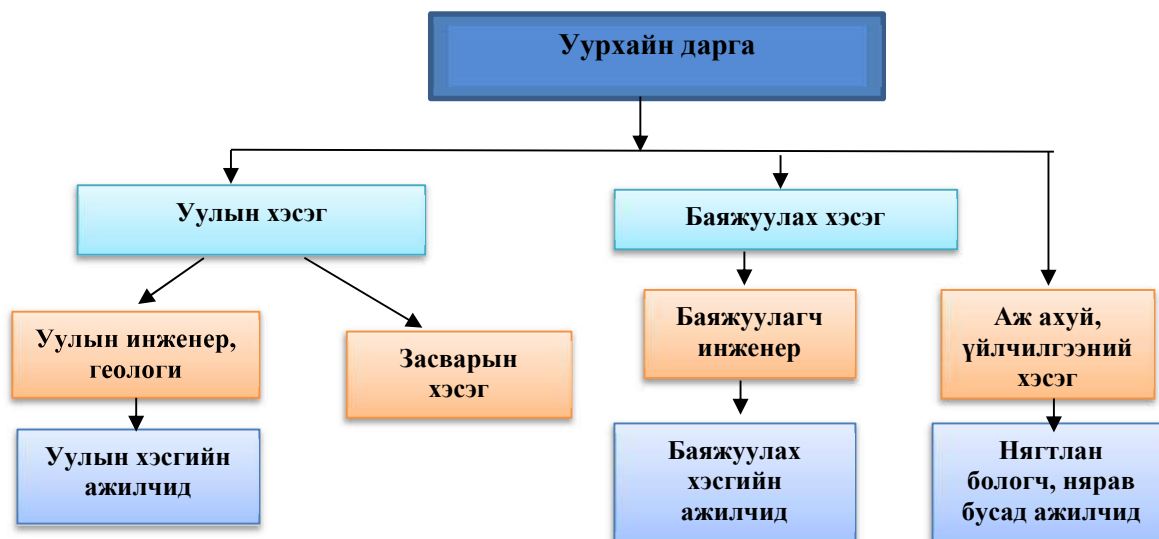 Уурхайн дарга
Уулын хэсэг
Баяжуулах хэсэг
Уулын инженер,
геологи
Засварын
хэсэг
Баяжуулагч
инженер
Аж ахуй,
үйлчилгээний
хэсэг
Уулын хэсгийн
ажилчид
Баяжуулах
хэсгийн
ажилчид
Нягтлан
бологч, нярав
бусад ажилчид